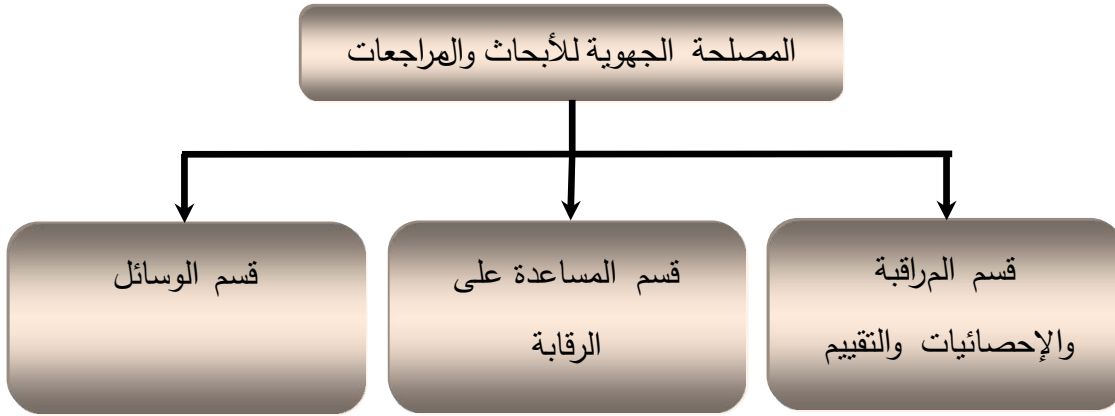 المصلحة الجهوية للأبحاث والمراجعات
قسم المراقبة
والإحصائيات والتقييم
قسم المساعدة على
الرقابة
قسم الوسائل